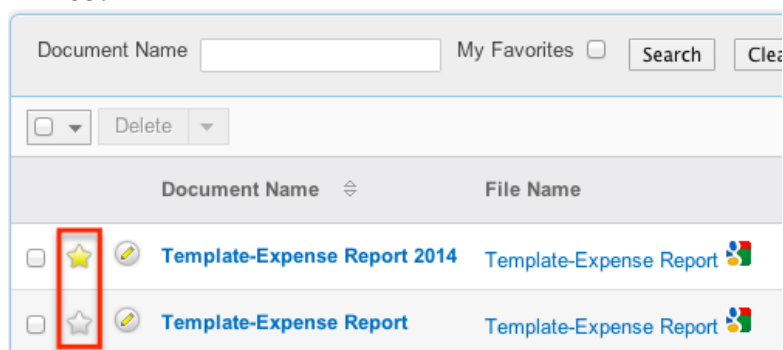 Document Name My Favorites Search Clea
Delete
Document Name File Name
Template-Expense Report 2014 Template-Expense Report
Template-Expense Report Template-Expense Report